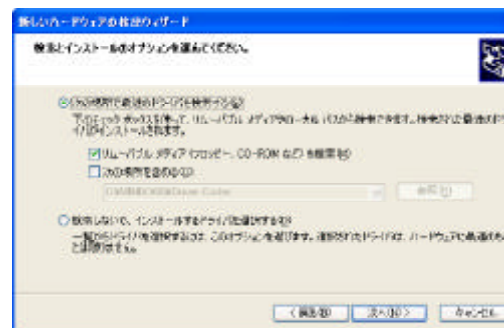 新しいハードウェアの検出ウィザード
検索とインストールのオプションを選んでください。
次の場所で最適のドライバを検索する(S)
下のチェック ボックスを使って、リムーバブル メディアやローカル パスから検索できます。検索された最適のド
イバがインストールされます。
リムーバブル メディア (フロッピー、CD-ROM など) を検索(M)
次の場所を含める(O)
参照(R)
検索しないで、インストールするドライバを選択する(D)
一覧からドライバを選択するには、このオプションを選びます。選択されたドライバは、ハードウェアに最適のも
とは限りません。
< 戻る(B)
次へ(N) >
キャンセル